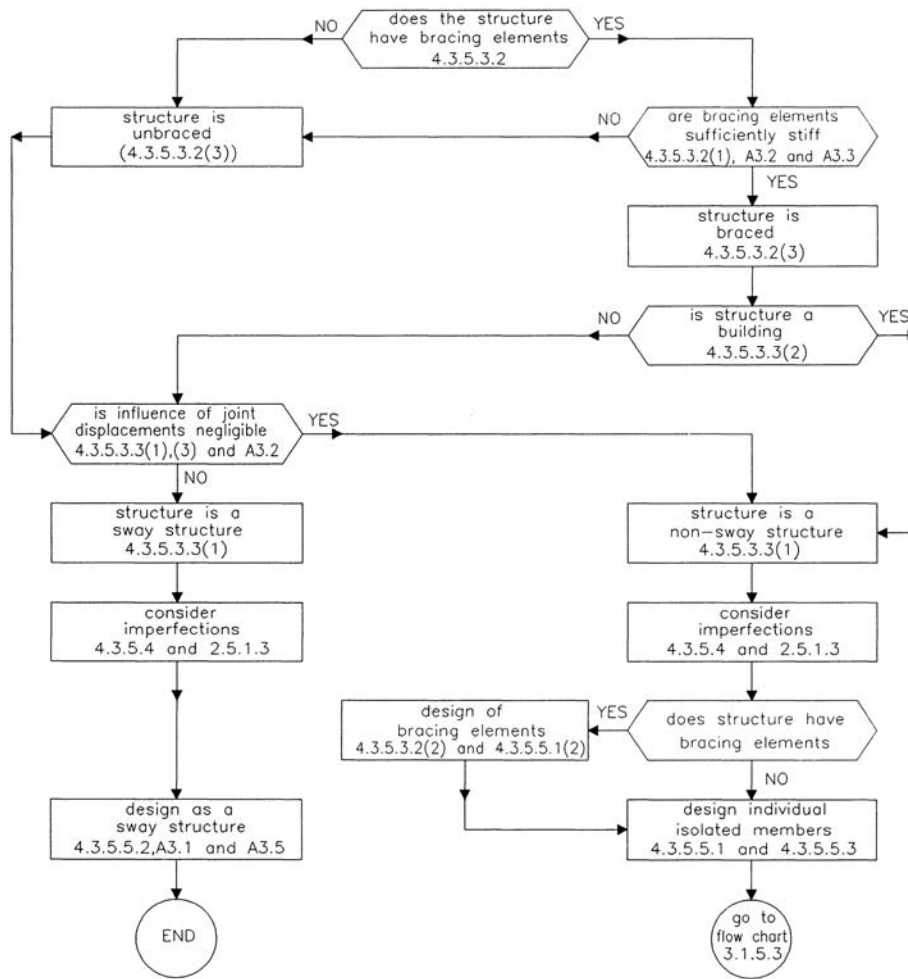 does the structure
have bracing elements
4.3.5.3.2
NO
YES
structure is
unbraced
(4.3.5.3.2(3))
NO
are bracing elements
sufficiently stiff
4.3.5.3.2(1), A3.2 and A3.3
YES
structure is
braced
4.3.5.3.2(3)
NO
is structure a
building
4.3.5.3.3(2)
YES
is influence of joint
displacements negligible
4.3.5.3.3(1),(3) and A3.2
YES
NO
structure is a
sway structure
4.3.5.3.3(1)
structure is a
non-sway structure
4.3.5.3.3(1)
consider
imperfections
4.3.5.4 and 2.5.1.3
consider
imperfections
4.3.5.4 and 2.5.1.3
design of
bracing elements
4.3.5.3.2(2) and 4.3.5.5.1(2)
YES
does structure have
bracing elements
NO
design as a
sway structure
4.3.5.5.2,A3.1 and A3.5
design individual
isolated members
4.3.5.5.1 and 4.3.5.5.3
END
go to
flow chart
3.1.5.3